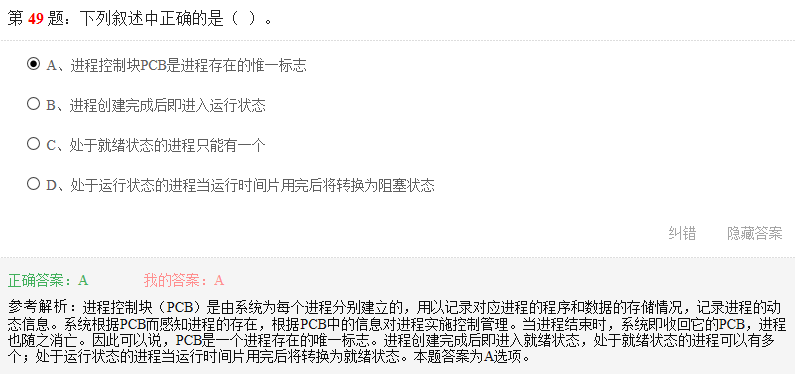 第 49 题：下列叙述中正确的是（ ）。
A、进程控制块PCB是进程存在的惟一标志
B、进程创建完成后即进入运行状态
C、处于就绪状态的进程只能有一个
D、处于运行状态的进程当运行时间片用完后将转换为阻塞状态
纠错 隐藏答案
正确答案：A 我的答案：A
参考解析：进程控制块（PCB）是由系统为每个进程分别建立的，用以记录对应进程的程序和数据的存储情况，记录进程的动
态信息。系统根据PCB而感知进程的存在，根据PCB中的信息对进程实施控制管理。当进程结束时，系统即收回它的PCB，进程
也随之消亡。因此可以说，PCB是一个进程存在的唯一标志。进程创建完成后即进入就绪状态，处于就绪状态的进程可以有多
个；处于运行状态的进程当运行时间片用完后将转换为就绪状态。本题答案为A选项。